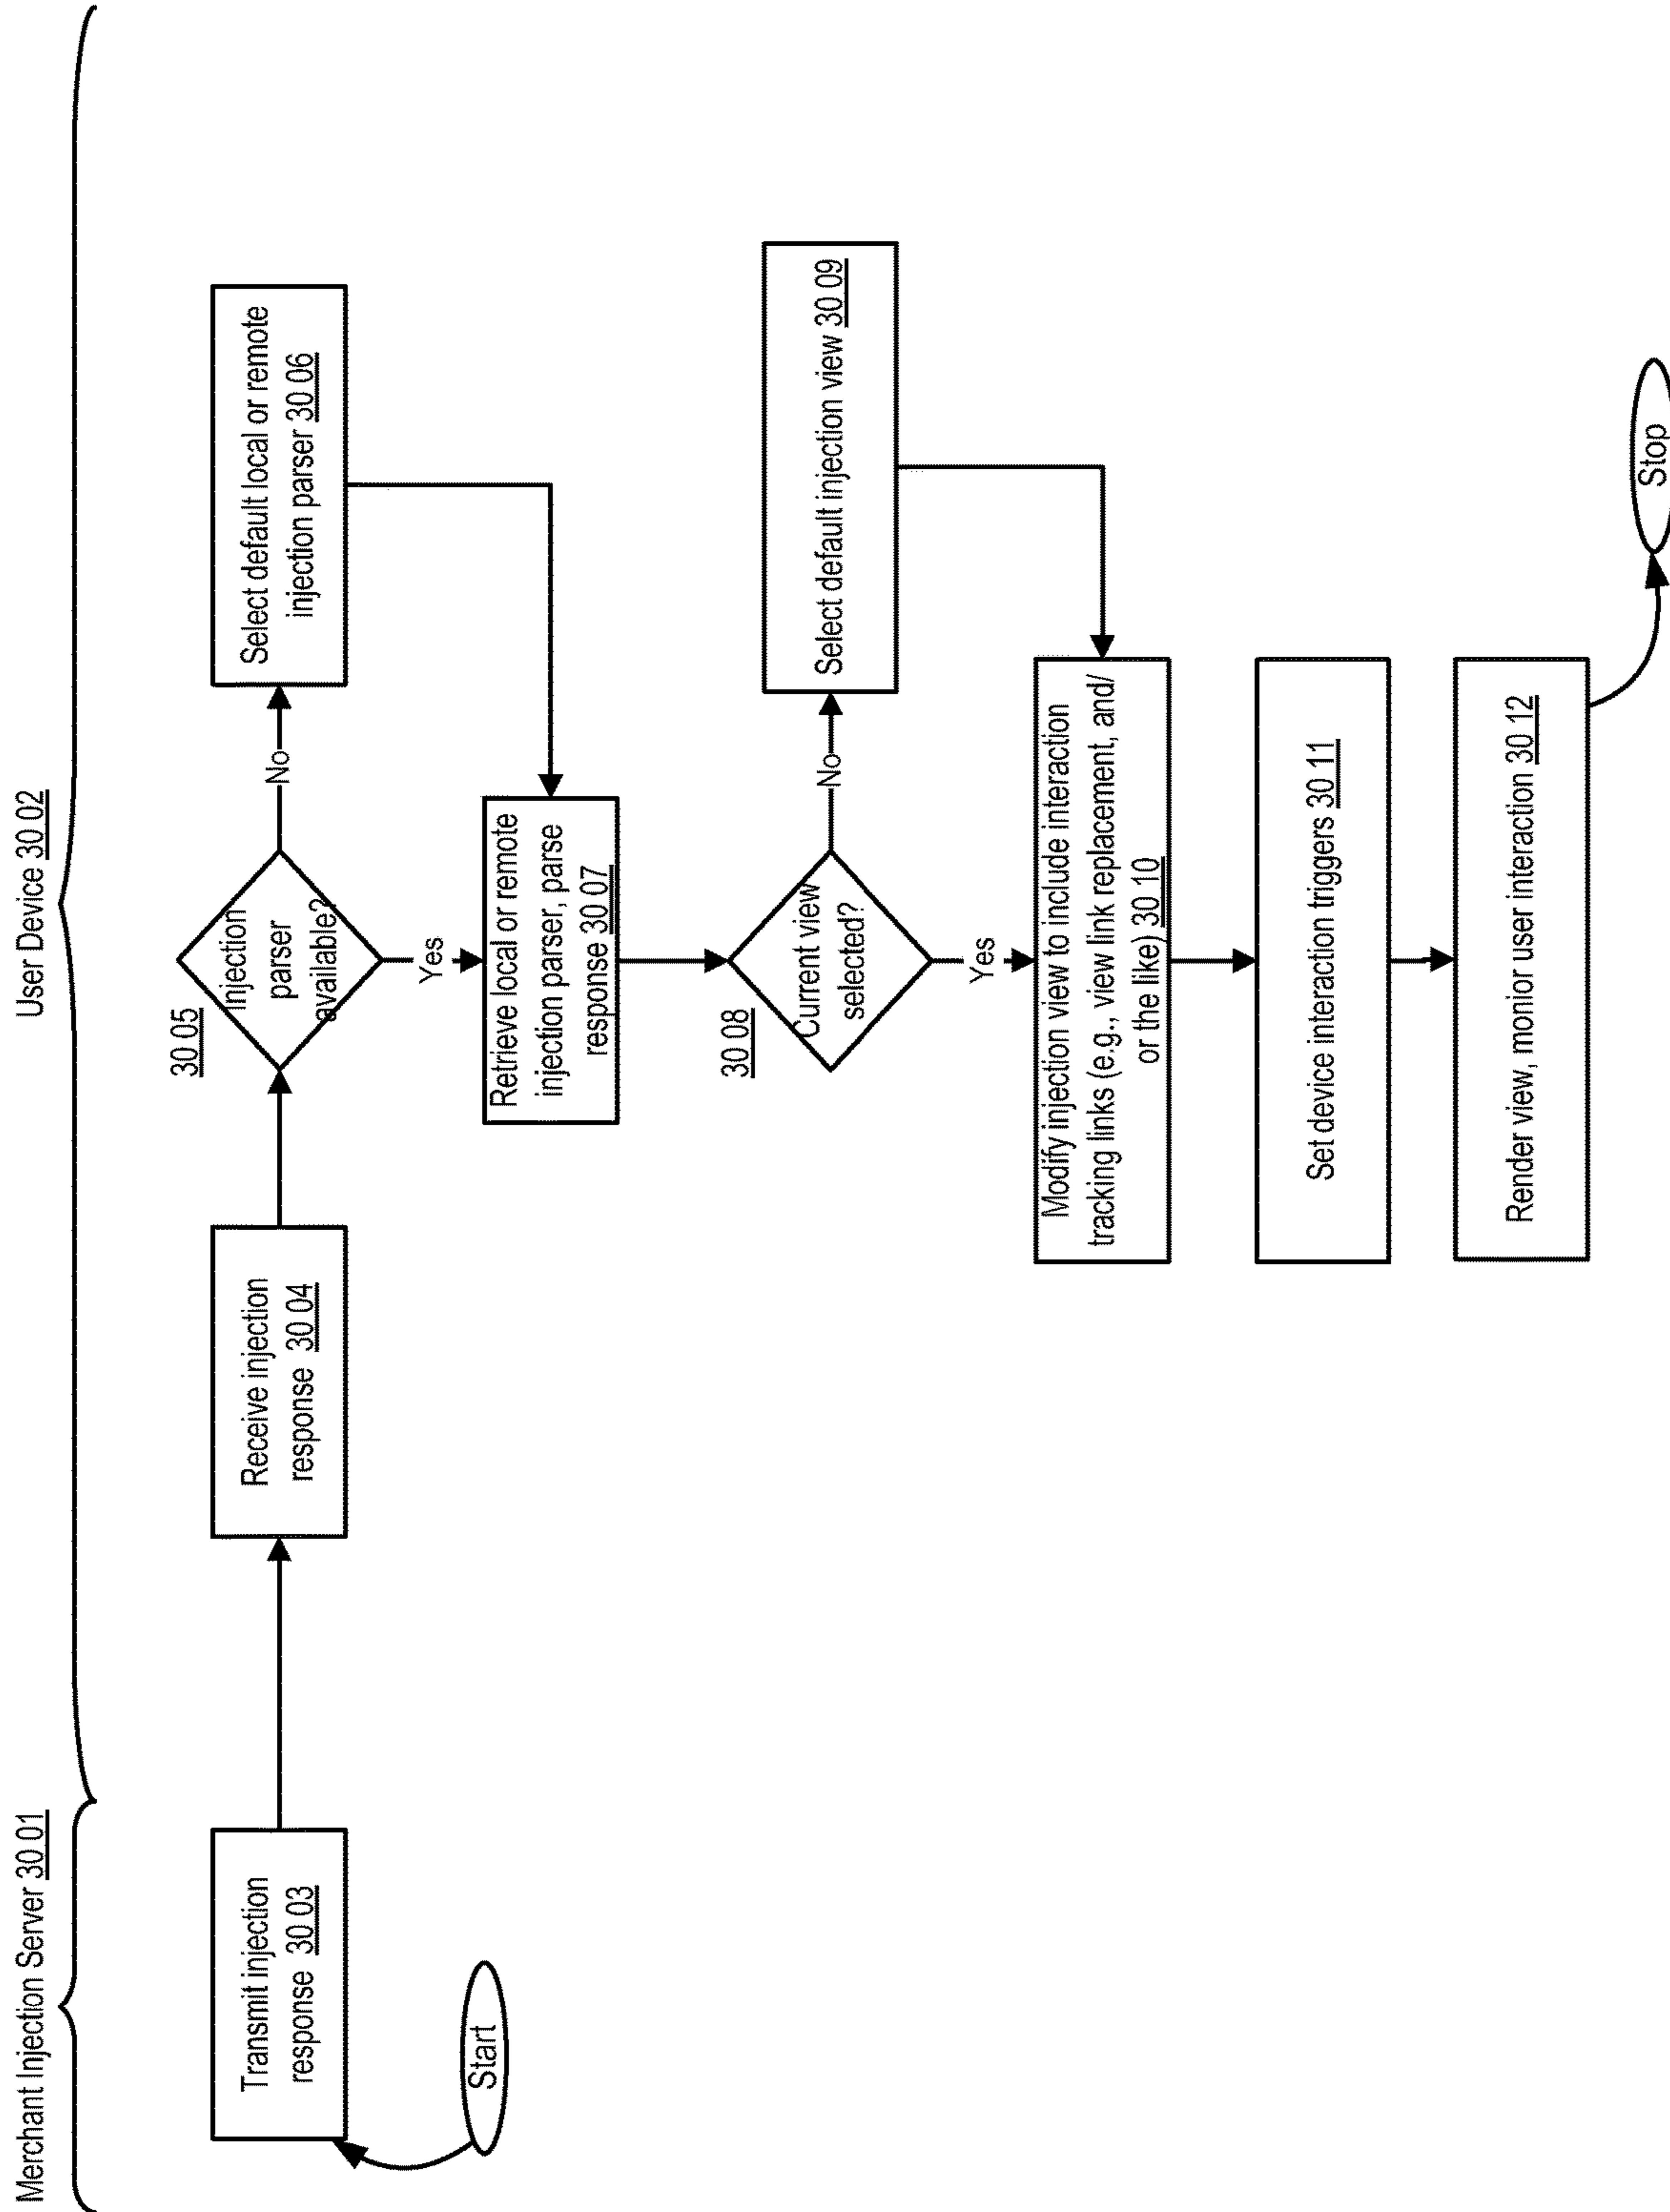 Merchant Injection Server 30 01
User Device 30 02
Transmit injection
response 30 03
Start
Receive injection
response 30 04
30 05
Injection
parser
available?
No
Select default local or remote
injection parser 30 06
Yes
Retrieve local or remote
injection parser, parse
response 30 07
30 08
Current view
selected?
No
Select default injection view 30 09
Yes
Modify injection view to include interaction
tracking links (e.g., view link replacement, and/
or the like) 30 10
Set device interaction triggers 30 11
Render view, monior user interaction 30 12
Stop